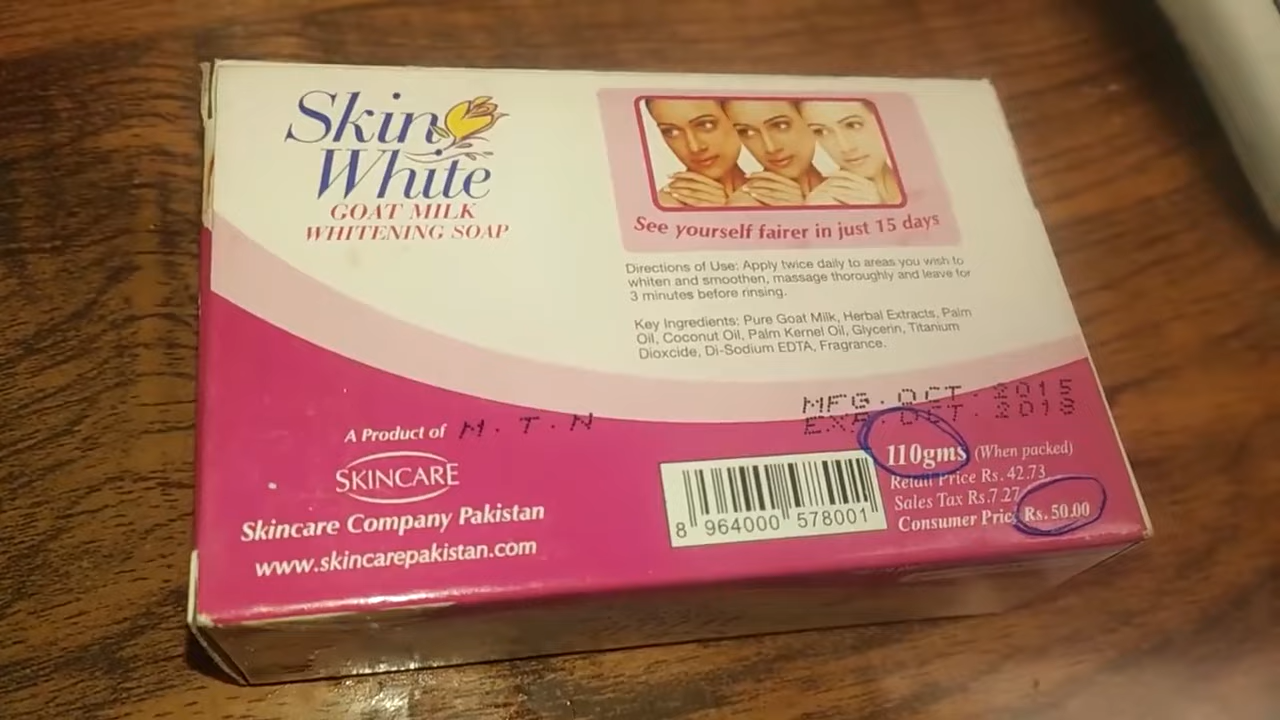 Skin
White
GOAT MILK
WHITENING SOAP
See yourself fairer in just 15 days
Directions of Use: Apply twice daily to areas you wish to
whiten and smoothen, massage thoroughly and leave for
3 minutes before rinsing.
Key Ingredients: Pure Goat Milk, Herbal Extracts, Palm
Oil, Coconut Oil, Palm Kernel Oil, Glycerin, Titanium
Dioxcide, Di-Sodium EDTA, Fragrance.
MFG. OCT. 2015
EXP. OCT. 2018
A Product of M. T. N
SKINCARE
Skincare Company Pakistan
www.skincarepakistan.com
8 964000 578001
110gms (When packed)
Retail Price Rs. 42.73
Sales Tax Rs.7.27
Consumer Price Rs. 50.00